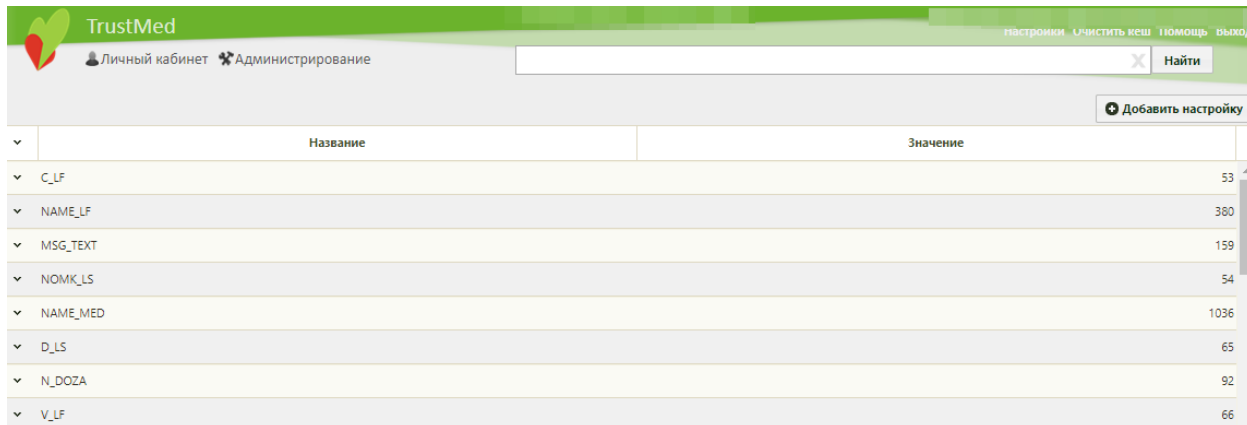 TrustMed
Настройки Очистить кеш Помощь Выход
Личный кабинет Администрирование
Найти
Добавить настройку
Название Значение
C_LF 53
NAME_LF 380
MSG_TEXT 159
NOMK_LS 54
NAME_MED 1036
D_LS 65
N_DOZA 92
V_LF 66